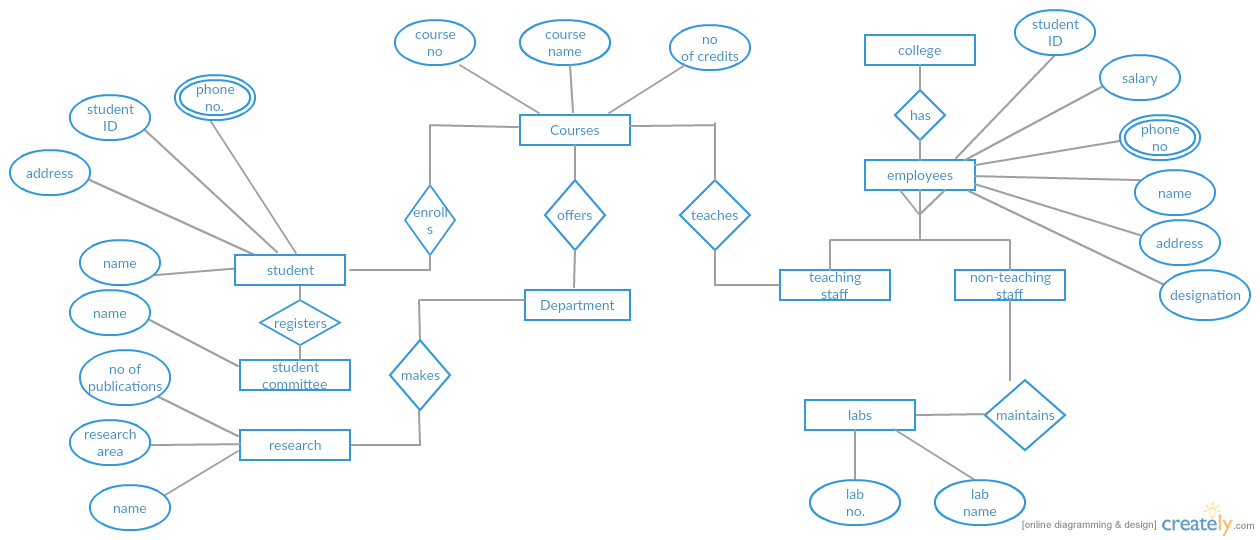 course
no
course
name
no
of credits
college
student
ID
salary
phone
no.
student
ID
has
phone
no
Courses
address
employees
name
enroll
s
offers
teaches
address
name
student
teaching
staff
non-teaching
staff
designation
name
registers
Department
student
committee
makes
no of
publications
labs
maintains
research
area
research
name
lab
no.
lab
name
[online diagramming & design]
creately.com